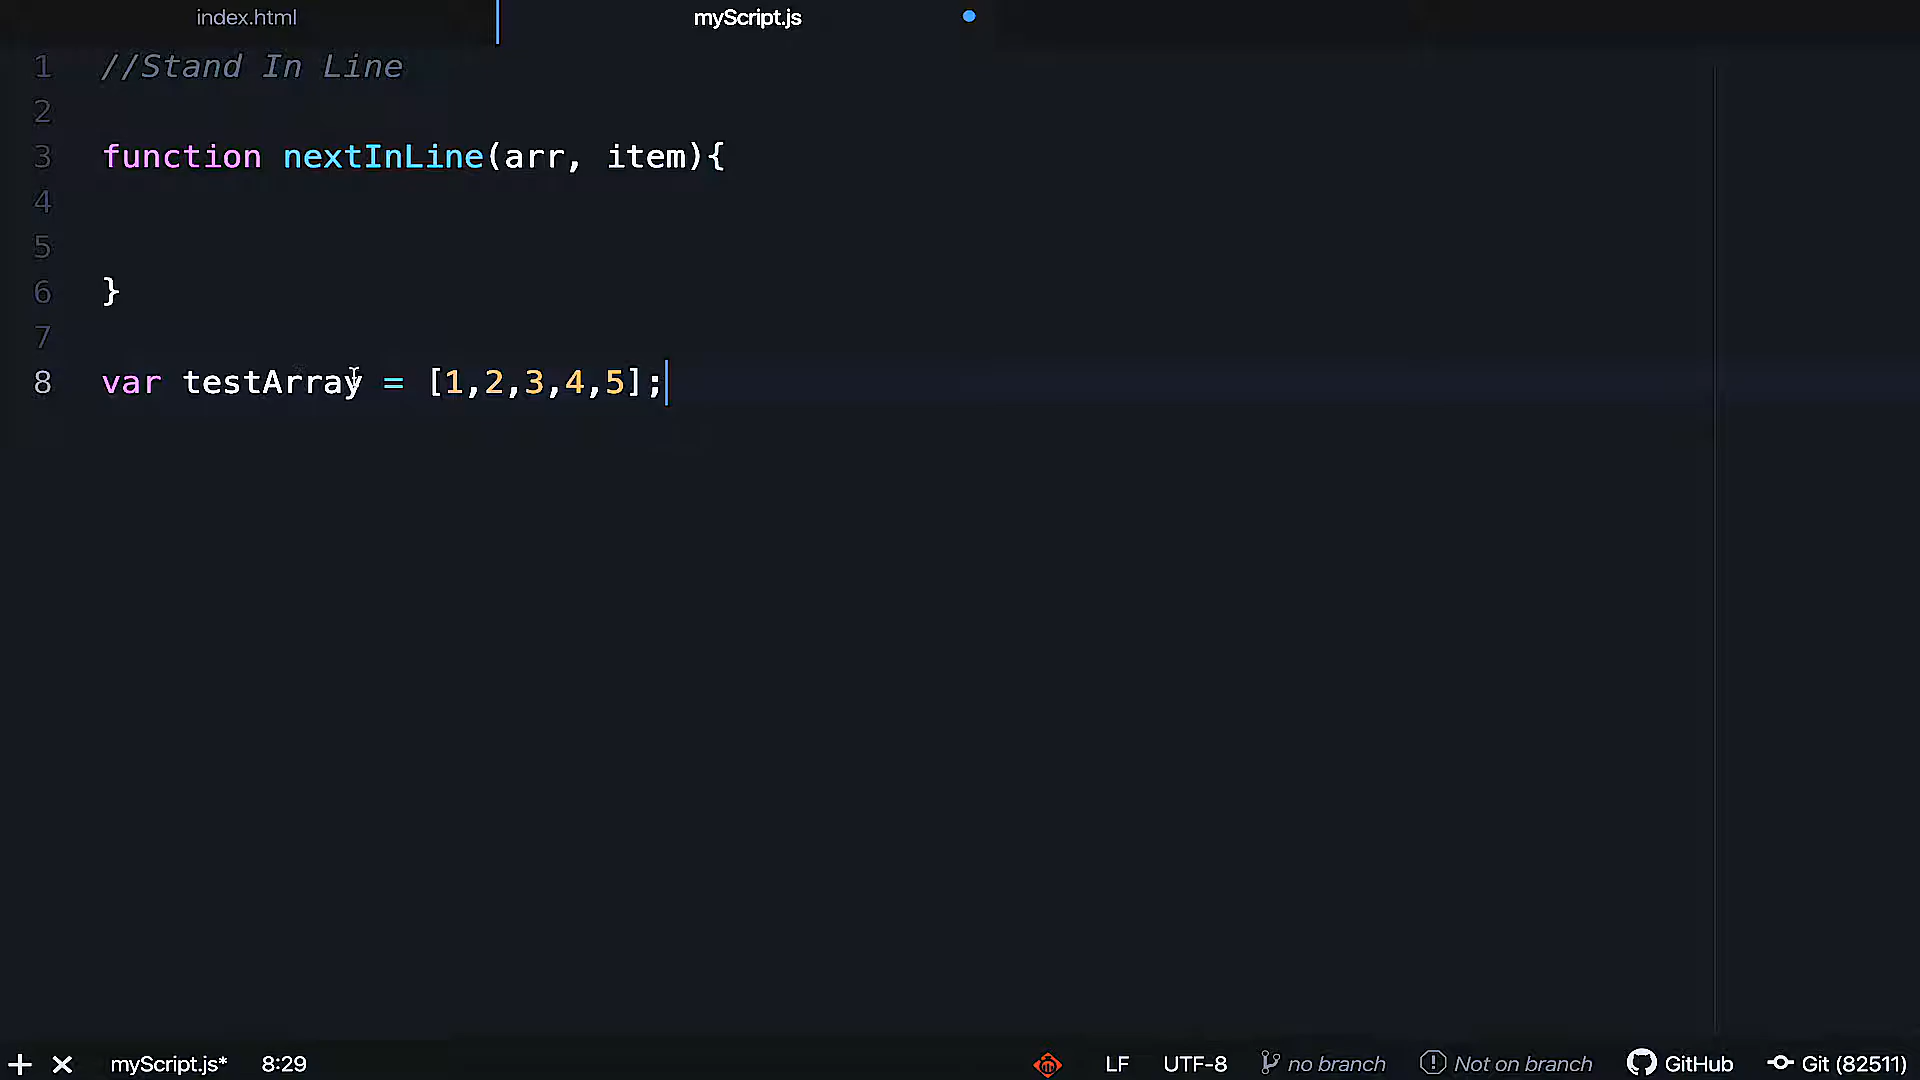 index.html
myScript.js
1 //Stand In Line
2
3 function nextInLine(arr, item){
4
5
6 }
7
8 var testArray = [1,2,3,4,5];
myScript.js* 8:29 LF UTF-8 no branch Not on branch GitHub Git (82511)